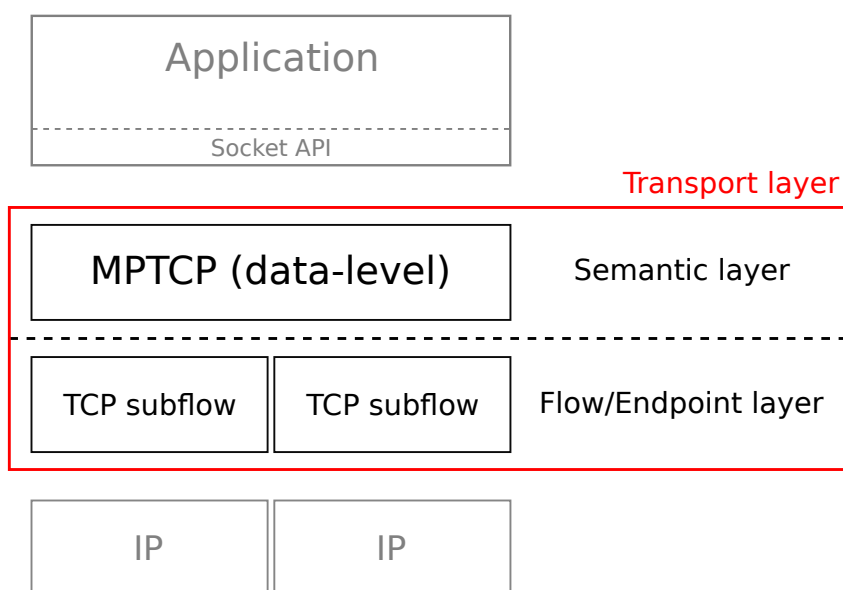 Application
Socket API
Transport layer
MPTCP (data-level)
Semantic layer
TCP subflow
TCP subflow
Flow/Endpoint layer
IP
IP